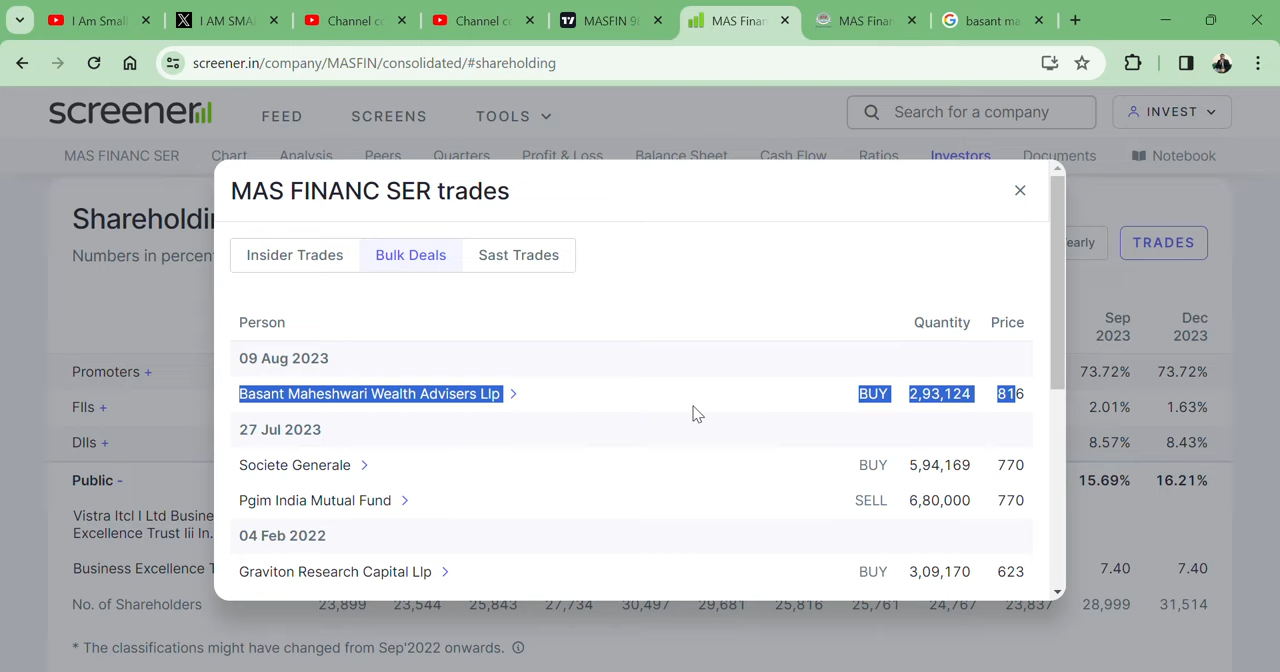 I Am Small
I AM SMA
Channel co
Channel co
MASFIN 98
MAS Finan
MAS Finan
basant ma
screener.in/company/MASFIN/consolidated/#shareholding
screener
FEED
SCREENS
TOOLS
Search for a company
INVEST
MAS FINANC SER
Chart
Analysis
Peers
Quarters
Profit & Loss
Balance Sheet
Cash Flow
Ratios
Investors
Documents
Notebook
MAS FINANC SER trades
Shareholdin
Numbers in percen
early
TRADES
Insider Trades
Bulk Deals
Sast Trades
Person Quantity Price
Sep 2023
Dec 2023
09 Aug 2023
Promoters + 73.72% 73.72%
Basant Maheshwari Wealth Advisers Llp BUY 2,93,124 816
FIIs + 2.01% 1.63%
27 Jul 2023
DIIs + 8.57% 8.43%
Societe Generale BUY 5,94,169 770
Public - 15.69% 16.21%
Pgim India Mutual Fund SELL 6,80,000 770
Vistra Itcl I Ltd Busine
Excellence Trust Iii In.
04 Feb 2022
Business Excellence T 7.40 7.40
Graviton Research Capital Llp BUY 3,09,170 623
No. of Shareholders 23,899 23,544 25,843 27,734 30,497 29,681 25,816 25,761 24,767 23,837 28,999 31,514
* The classifications might have changed from Sep'2022 onwards.